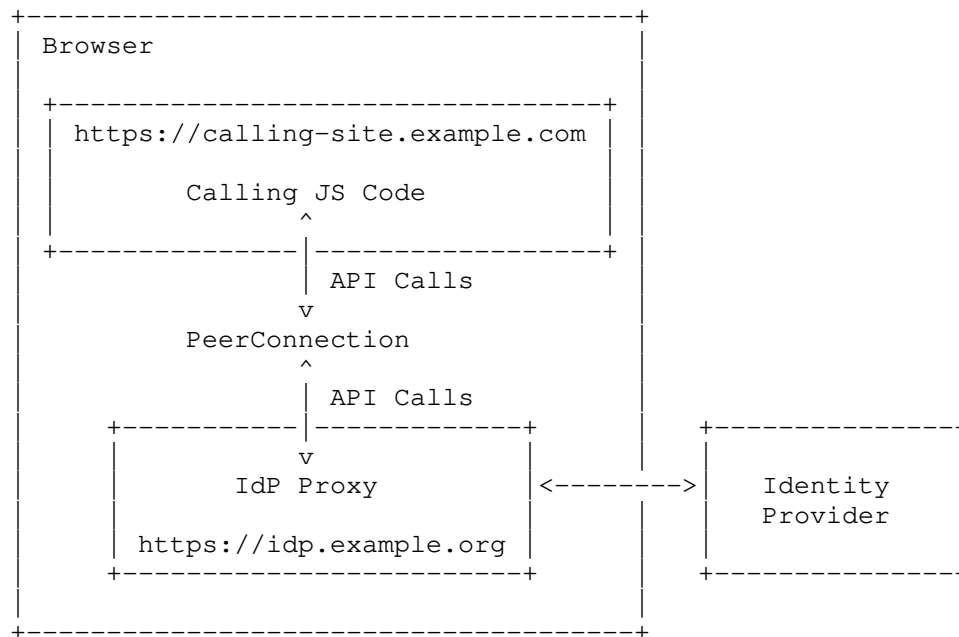 Browser
https://calling-site.example.com
Calling JS Code
API Calls
PeerConnection
API Calls
IdP Proxy
Identity
Provider
https://idp.example.org